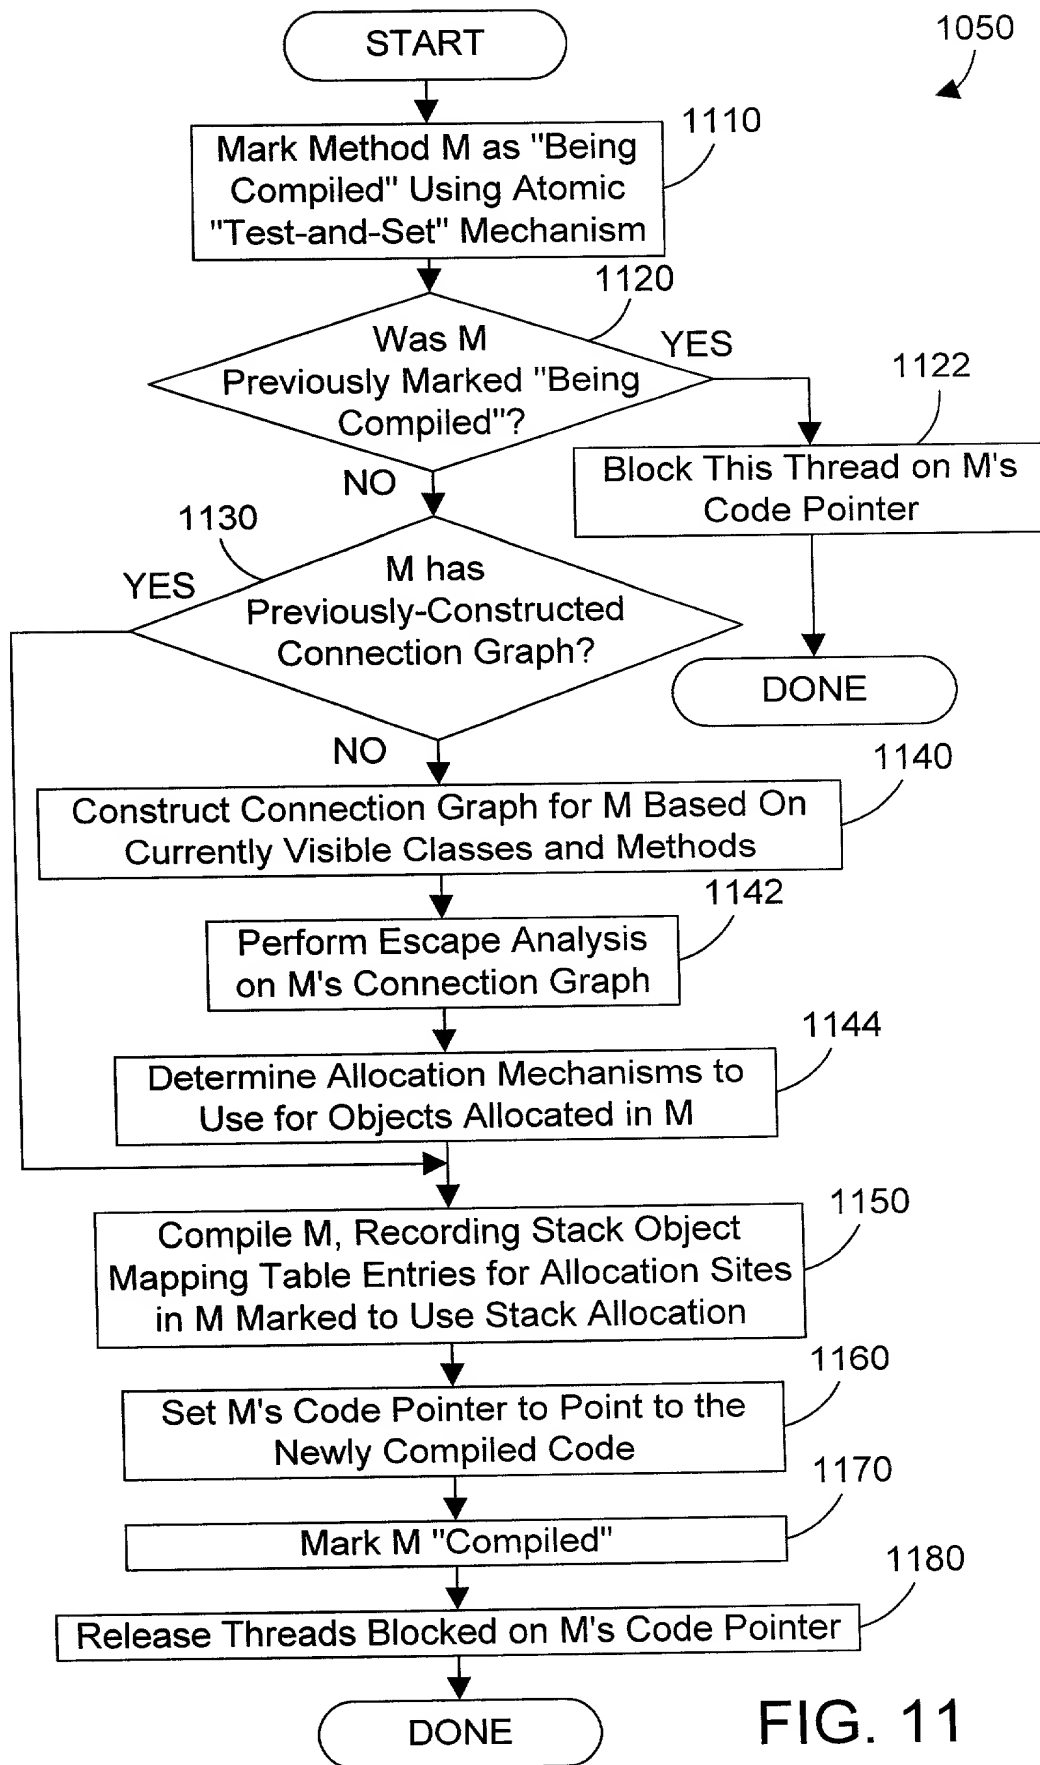 START
1050
1110
Mark Method M as "Being
Compiled" Using Atomic
"Test-and-Set" Mechanism
1120
Was M
Previously Marked "Being
Compiled"?
YES
1122
NO
Block This Thread on M's
Code Pointer
1130
YES
M has
Previously-Constructed
Connection Graph?
DONE
NO
1140
Construct Connection Graph for M Based On
Currently Visible Classes and Methods
1142
Perform Escape Analysis
on M's Connection Graph
1144
Determine Allocation Mechanisms to
Use for Objects Allocated in M
1150
Compile M, Recording Stack Object
Mapping Table Entries for Allocation Sites
in M Marked to Use Stack Allocation
1160
Set M's Code Pointer to Point to the
Newly Compiled Code
1170
Mark M "Compiled"
1180
Release Threads Blocked on M's Code Pointer
DONE
FIG. 11